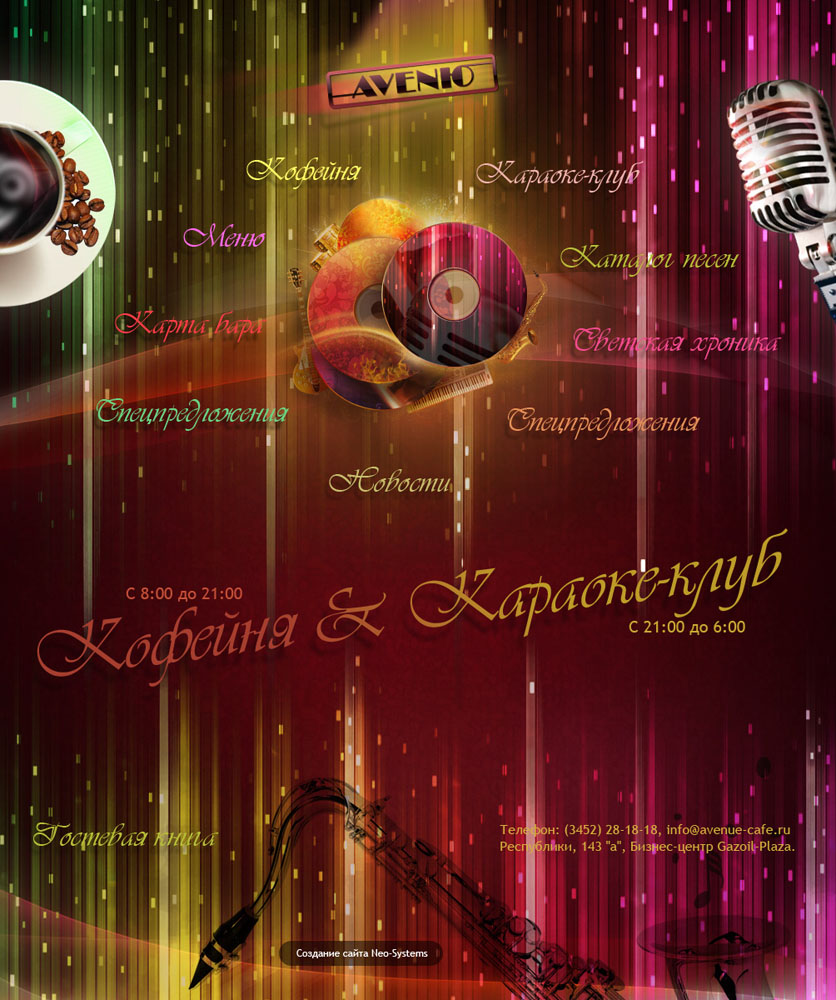 AVENIO
Кофейня
Караоке-клуб
Меню
Каталог песен
Карта бара
Светская хроника
Спецпредложения
Спецпредложения
Новости
С 8:00 до 21:00
Кофейня & Караоке-клуб
С 21:00 до 6:00
Гостевая книга
Телефон: (3452) 28-18-18, info@avenue-cafe.ru
Республики, 143 "а", Бизнес-центр Gazoil-Plaza.
Создание сайта Neo-Systems